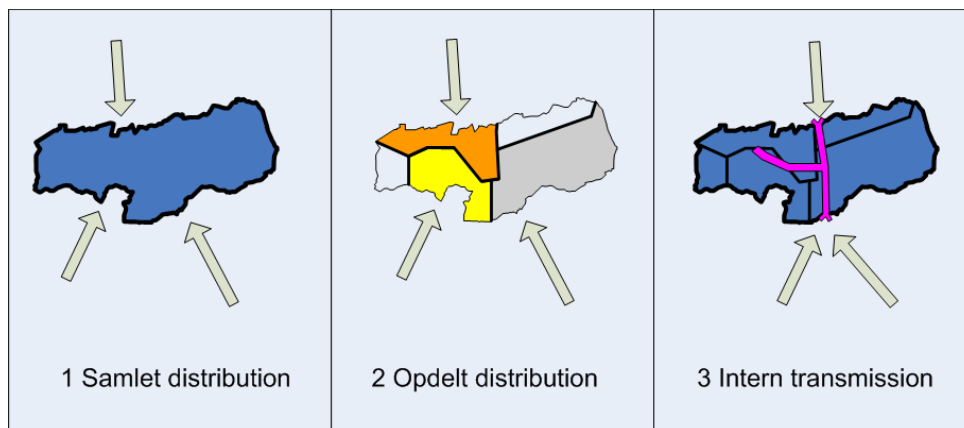 1 Samlet distribution
2 Opdelt distribution
3 Intern transmission